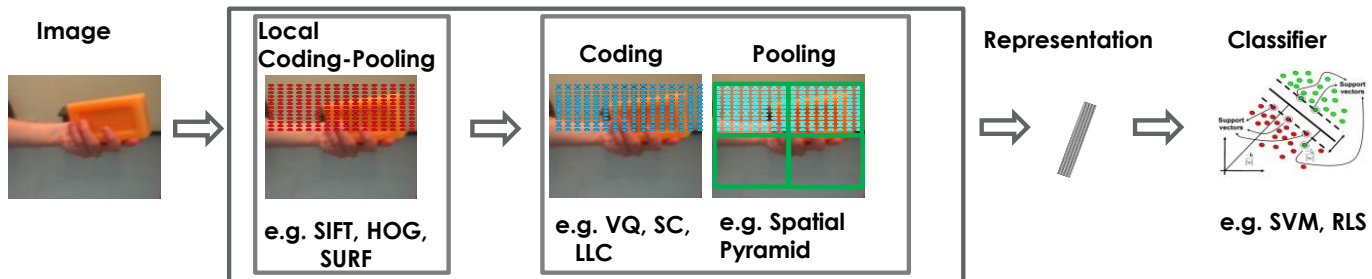 Image
Local
Coding-Pooling
e.g. SIFT, HOG,
SURF
Coding
Pooling
e.g. VQ, SC,
LLC
e.g. Spatial
Pyramid
Representation
Classifier
Support
vectors
Support
vectors
e.g. SVM, RLS